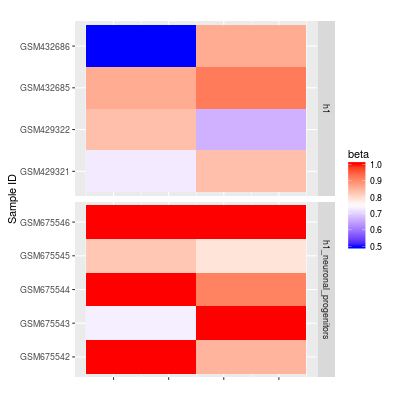 GSM432686
GSM432685
GSM429322
GSM429321
h1
GSM675546
GSM675545
GSM675544
GSM675543
GSM675542
h1_neuronal_progenitors
Sample ID
beta
1.0
0.9
0.8
0.7
0.6
0.5